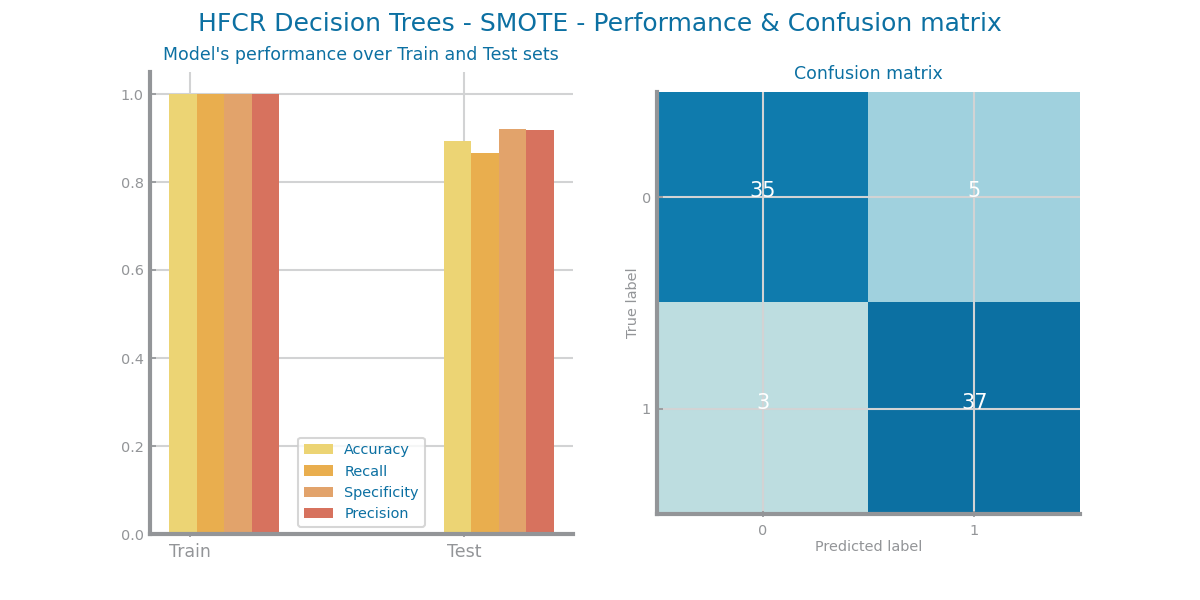 HFCR Decision Trees - SMOTE - Performance & Confusion matrix
Model's performance over Train and Test sets
1.0
0.8
0.6
0.4
0.2
0.0
Accuracy
Recall
Specificity
Precision
Train
Test
Confusion matrix
True label
0
35
5
1
3
37
0
1
Predicted label